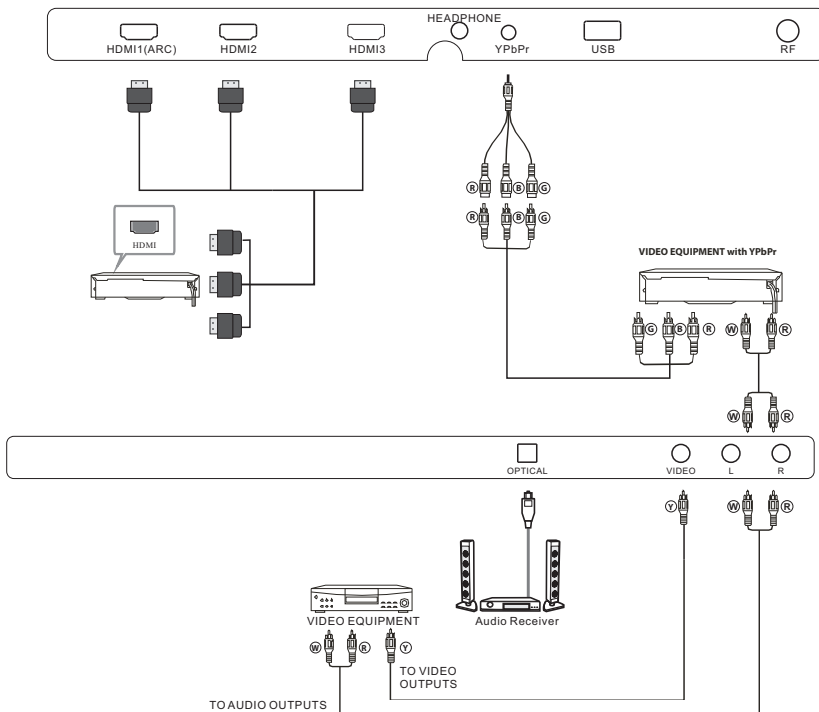 HEADPHONE
HDMI1(ARC) HDMI2 HDMI3 YPbPr USB RF
R B G
R B G
HDMI
VIDEO EQUIPMENT with YPbPr
G B R W R
W R
OPTICAL VIDEO L R
Y W R
VIDEO EQUIPMENT Audio Receiver
W R Y
TO VIDEO
OUTPUTS
TO AUDIO OUTPUTS